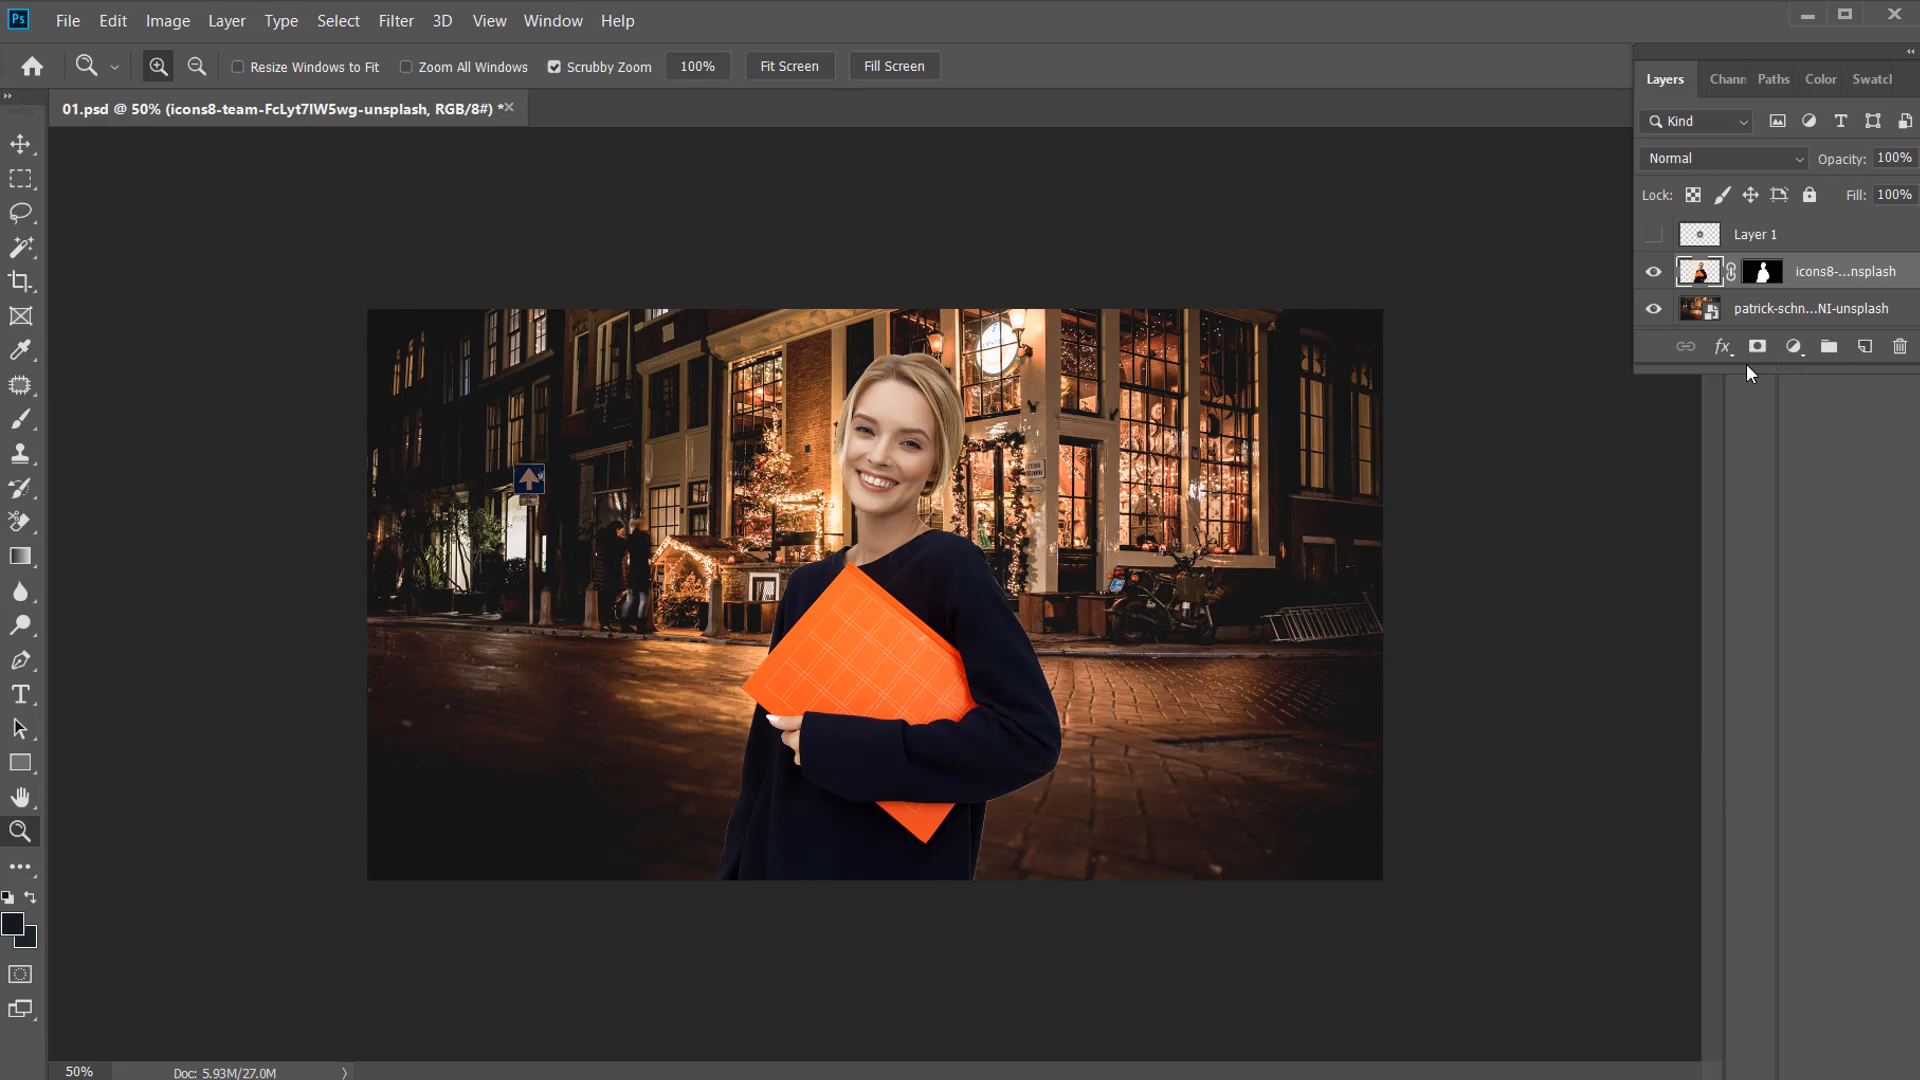 Ps File Edit Image Layer Type Select Filter 3D View Window Help
Resize Windows to Fit Zoom All Windows Scrubby Zoom 100% Fit Screen Fill Screen
01.psd @ 50% (icons8-team-FcLyt7lW5wg-unsplash, RGB/8#) *
Layers Chann Paths Color Swatcl
Kind
Normal Opacity: 100%
Lock: Fill: 100%
Layer 1
icons8-...nsplash
patrick-schn...NI-unsplash
fx
50% Doc: 5.93M/27.0M